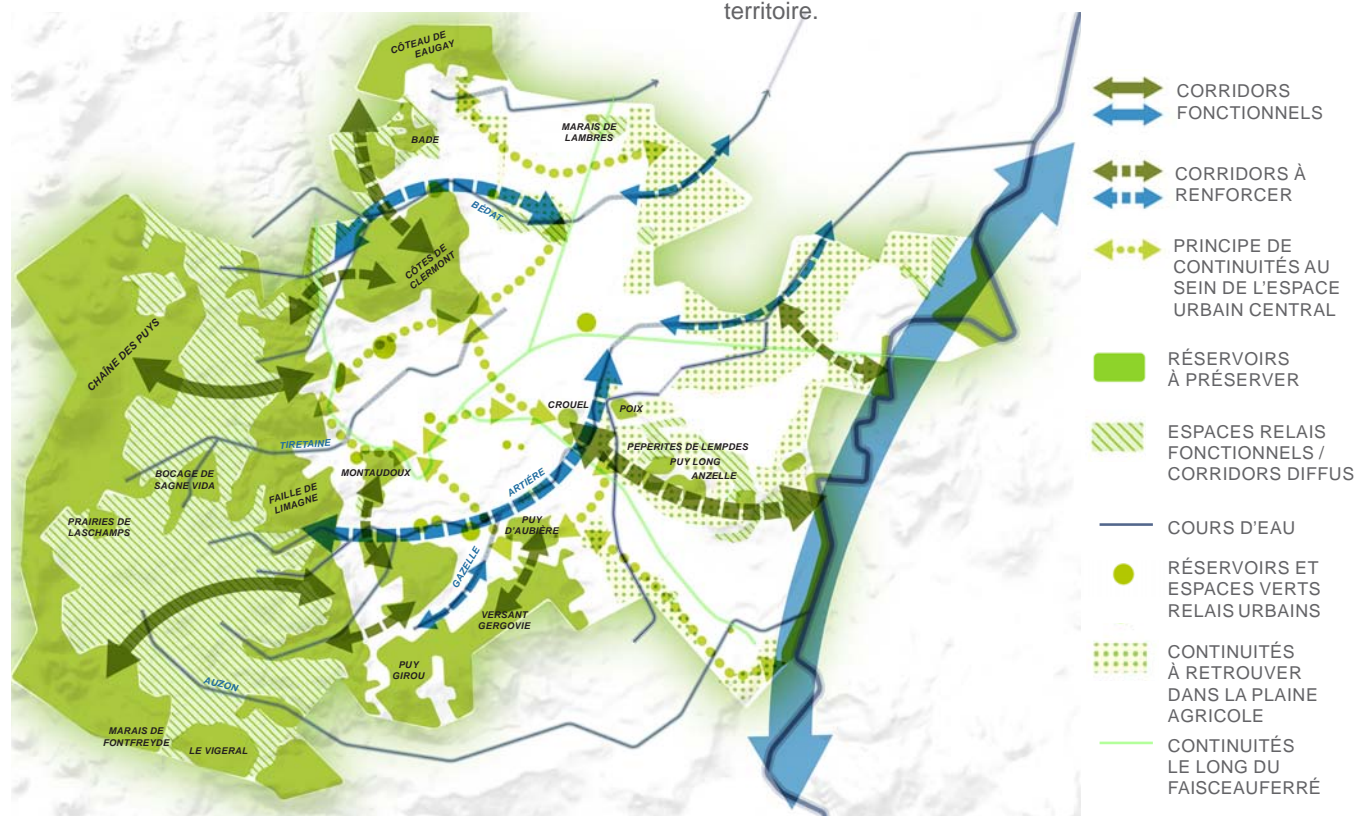 territoire.
CÔTEAU DE
EAUGAY
BADE
MARAIS DE
LAMBRES
BÉDAT
CÔTES DE
CLERMONT
CHAÎNE DES PUYS
CROUEL
POIX
TIRETAINE
MONTAUDOUX
PEPÉRITES DE LEMPDES
PUY LONG
ANZELLE
BOCAGE DE
SAGNE VIDA
FAILLE DE
LIMAGNE
ARTIÈRE
PRAIRIES DE
LASCHAMPS
PUY
D'AUBIÈRE
GAZELLE
VERSANT
GERGOVIE
PUY
GIROU
AUZON
MARAIS DE
FONTFREYDE
LE VIGERAL
CORRIDORS
FONCTIONNELS
CORRIDORS À
RENFORCER
PRINCIPE DE
CONTINUITÉS AU
SEIN DE L'ESPACE
URBAIN CENTRAL
RÉSERVOIRS
À PRÉSERVER
ESPACES RELAIS
FONCTIONNELS /
CORRIDORS DIFFUS
COURS D'EAU
RÉSERVOIRS ET
ESPACES VERTS
RELAIS URBAINS
CONTINUITÉS
À RETROUVER
DANS LA PLAINE
AGRICOLE
CONTINUITÉS
LE LONG DU
FAISCEAUFERRÉ